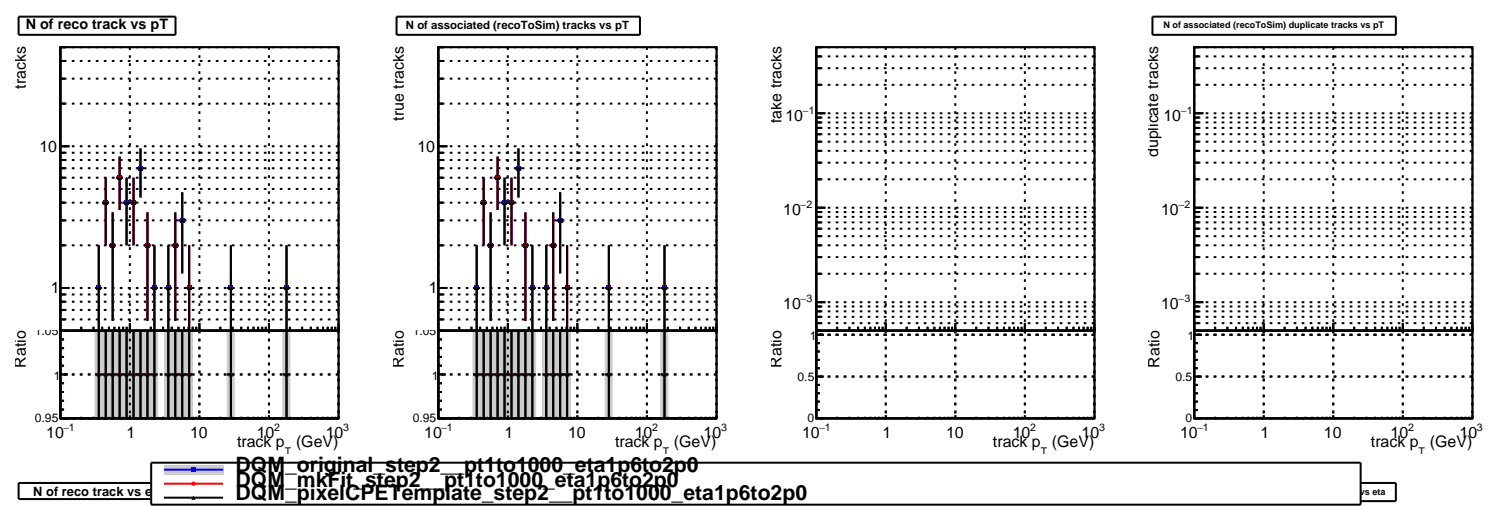 N of reco track vs pT
N of associated (recoToSim) tracks vs pT
N of associated (recoToSim) duplicate tracks vs pT
tracks
10
1
Ratio
1.05
1
0.95
10⁻¹ 1 10 10² 10³
track p_T (GeV)
true tracks
10
1
Ratio
1.05
1
0.95
10⁻¹ 1 10 10² 10³
track p_T (GeV)
fake tracks
10⁻¹
10⁻²
10⁻³
Ratio
1
0.5
0
10⁻¹ 1 10 10² 10³
track p_T (GeV)
duplicate tracks
10⁻¹
10⁻²
10⁻³
Ratio
1
0.5
0
10⁻¹ 1 10 10² 10³
track p_T (GeV)
DQM_original_step2__pt1to1000_eta1p6to2p0
DQM_mkFit_step2__pt1to1000_eta1p6to2p0
DQM_pixelCPETemplate_step2__pt1to1000_eta1p6to2p0
N of reco track vs e
vs eta